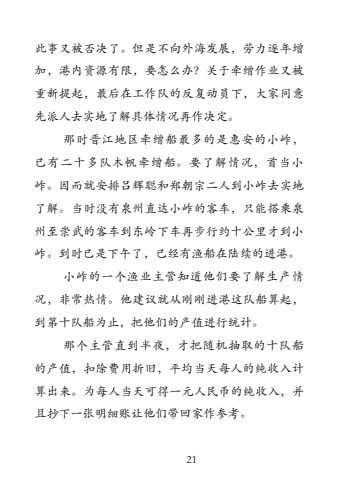 此事又被否决了。但是不向外海发展，劳力逐年增
加，港内资源有限，要怎么办？关于牵缯作业又被
重新提起，最后在工作队的反复动员下，大家同意
先派人去实地了解具体情况再作决定。
那时晋江地区牵缯船最多的是惠安的小岞，
已有二十多队木帆牵缯船。要了解情况，首当小
岞。因而就安排吕辉聪和郑朝宗二人到小岞去实地
了解。当时没有泉州直达小岞的客车，只能搭乘泉
州至崇武的客车到东岭下车再步行约十公里才到小
岞。到时已是下午了，已经有渔船在陆续的进港。
小岞的一个渔业主管知道他们要了解生产情
况，非常热情。他建议就从刚刚进港这队船算起，
到第十队船为止，把他们的产值进行统计。
那个主管直到半夜，才把随机抽取的十队船
的产值，扣除费用折旧，平均当天每人的纯收入计
算出来。为每人当天可得一元人民币的纯收入，并
且抄下一张明细账让他们带回家作参考。
21